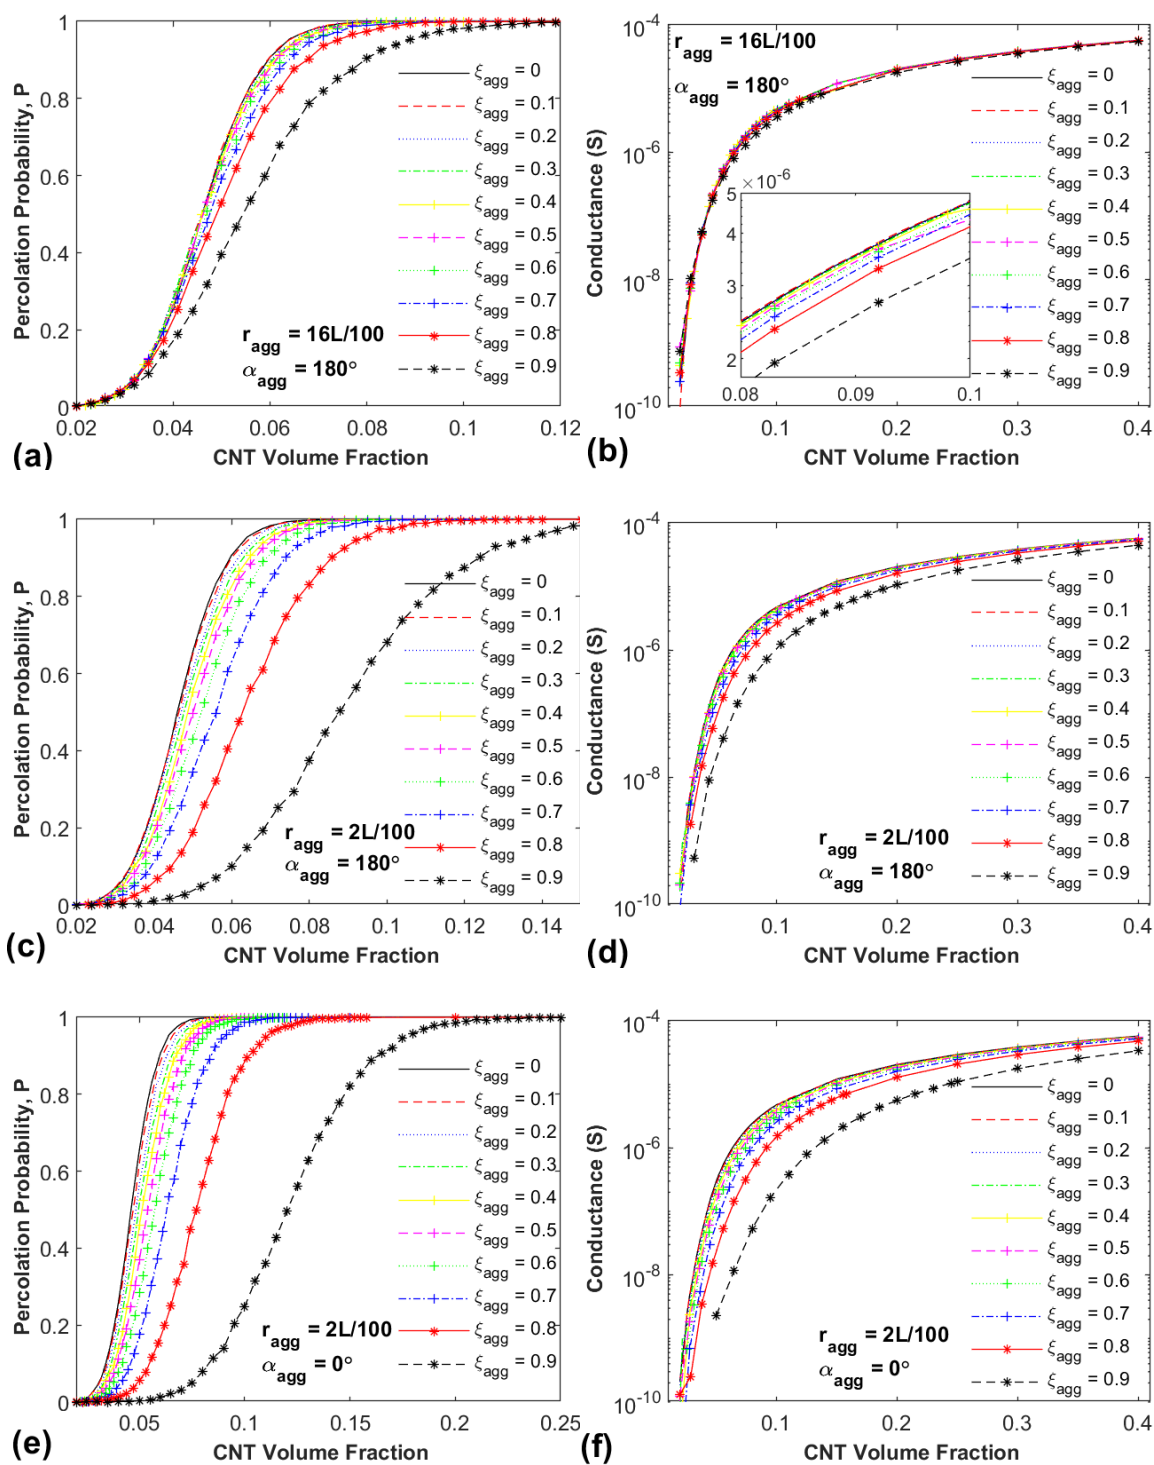 1
0.8
0.6
0.4
0.2
0
0.02
0.04
0.06
0.08
0.1
0.12
Percolation Probability, P
CNT Volume Fraction
ξagg = 0
ξagg = 0.1
ξagg = 0.2
ξagg = 0.3
ξagg = 0.4
ξagg = 0.5
ξagg = 0.6
ξagg = 0.7
ξagg = 0.8
ξagg = 0.9
ragg = 16L/100
αagg = 180°
(a)
10-4
10-6
10-8
10-10
0.1
0.2
0.3
0.4
Conductance (S)
CNT Volume Fraction
ragg = 16L/100
αagg = 180°
ξagg = 0
ξagg = 0.1
ξagg = 0.2
ξagg = 0.3
ξagg = 0.4
ξagg = 0.5
ξagg = 0.6
ξagg = 0.7
ξagg = 0.8
ξagg = 0.9
5 ×10-6
4
3
2
0.08
0.09
0.1
(b)
1
0.8
0.6
0.4
0.2
0
0.02
0.04
0.06
0.08
0.1
0.12
0.14
Percolation Probability, P
CNT Volume Fraction
ξagg = 0
ξagg = 0.1
ξagg = 0.2
ξagg = 0.3
ξagg = 0.4
ξagg = 0.5
ξagg = 0.6
ξagg = 0.7
ξagg = 0.8
ξagg = 0.9
ragg = 2L/100
αagg = 180°
(c)
10-4
10-6
10-8
10-10
0.1
0.2
0.3
0.4
Conductance (S)
CNT Volume Fraction
ξagg = 0
ξagg = 0.1
ξagg = 0.2
ξagg = 0.3
ξagg = 0.4
ξagg = 0.5
ξagg = 0.6
ξagg = 0.7
ξagg = 0.8
ξagg = 0.9
ragg = 2L/100
αagg = 180°
(d)
1
0.8
0.6
0.4
0.2
0
0.05
0.1
0.15
0.2
0.25
Percolation Probability, P
CNT Volume Fraction
ξagg = 0
ξagg = 0.1
ξagg = 0.2
ξagg = 0.3
ξagg = 0.4
ξagg = 0.5
ξagg = 0.6
ξagg = 0.7
ξagg = 0.8
ξagg = 0.9
ragg = 2L/100
αagg = 0°
(e)
10-4
10-6
10-8
10-10
0.1
0.2
0.3
0.4
Conductance (S)
CNT Volume Fraction
ξagg = 0
ξagg = 0.1
ξagg = 0.2
ξagg = 0.3
ξagg = 0.4
ξagg = 0.5
ξagg = 0.6
ξagg = 0.7
ξagg = 0.8
ξagg = 0.9
ragg = 2L/100
αagg = 0°
(f)